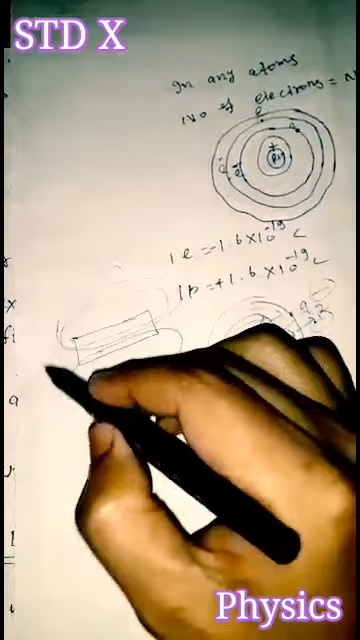 STD X
In any atoms
No of electrons = N
1e = -1.6×10⁻¹⁹ c
1p = +1.6×10⁻¹⁹ c
Physics